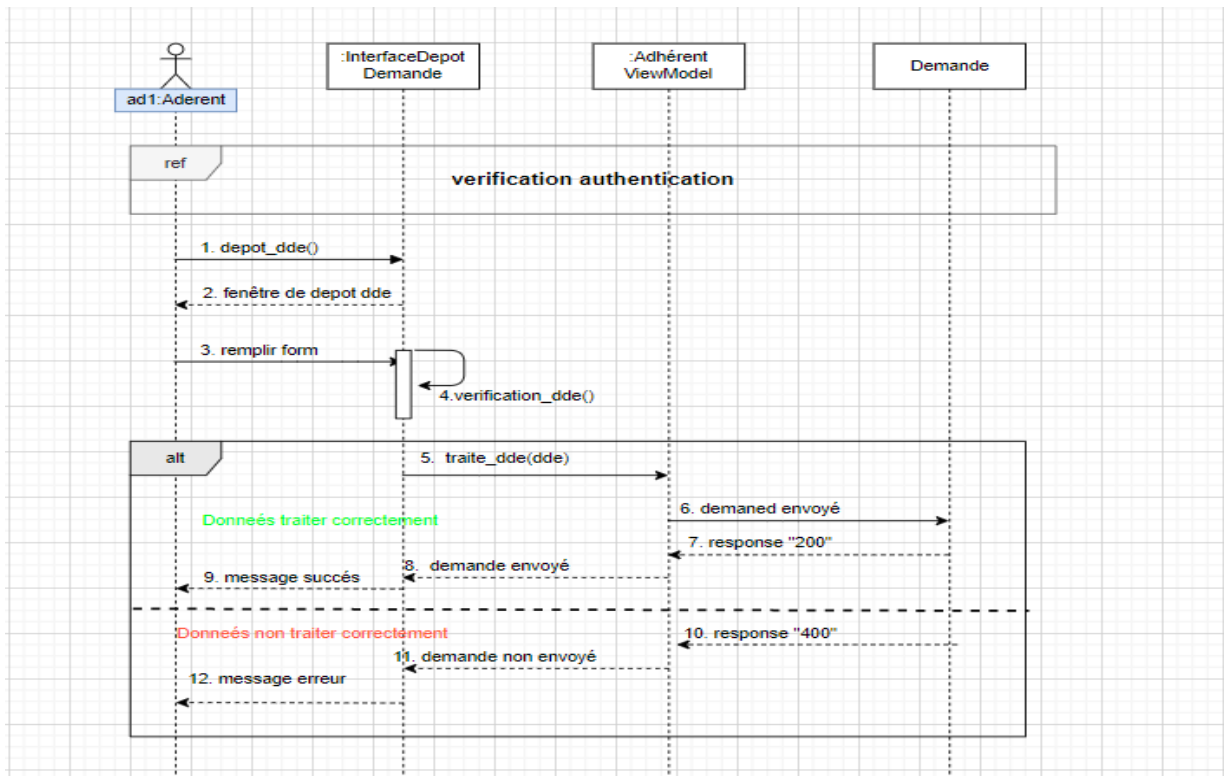 :InterfaceDepot
Demande
:Adhérent
ViewModel
Demande
ad1:Aderent
ref
verification authentication
1. depot_dde()
2. fenêtre de depot dde
3. remplir form
4.verification_dde()
alt
5. traite_dde(dde)
Donneés traiter correctement
6. demaned envoyé
7. response "200"
8. demande envoyé
9. message succés
Donneés non traiter correctement
10. response "400"
11. demande non envoyé
12. message erreur